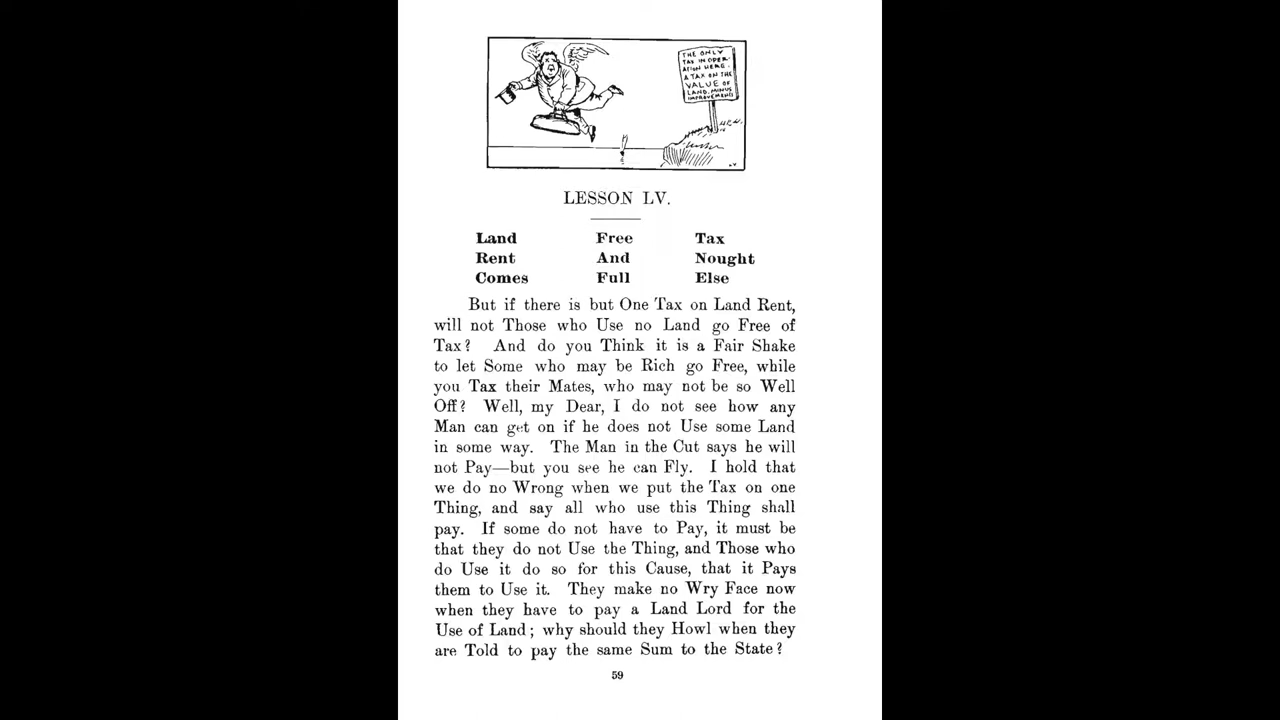 THE ONLY
TAX IN OPER-
ATION HERE.
A TAX ON THE
VALUE OF
LAND, MINUS
IMPROVEMENTS
LESSON LV.
Land Free Tax
Rent And Nought
Comes Full Else
But if there is but One Tax on Land Rent,
will not Those who Use no Land go Free of
Tax? And do you Think it is a Fair Shake
to let Some who may be Rich go Free, while
you Tax their Mates, who may not be so Well
Off? Well, my Dear, I do not see how any
Man can get on if he does not Use some Land
in some way. The Man in the Cut says he will
not Pay—but you see he can Fly. I hold that
we do no Wrong when we put the Tax on one
Thing, and say all who use this Thing shall
pay. If some do not have to Pay, it must be
that they do not Use the Thing, and Those who
do Use it do so for this Cause, that it Pays
them to Use it. They make no Wry Face now
when they have to pay a Land Lord for the
Use of Land; why should they Howl when they
are Told to pay the same Sum to the State?
59